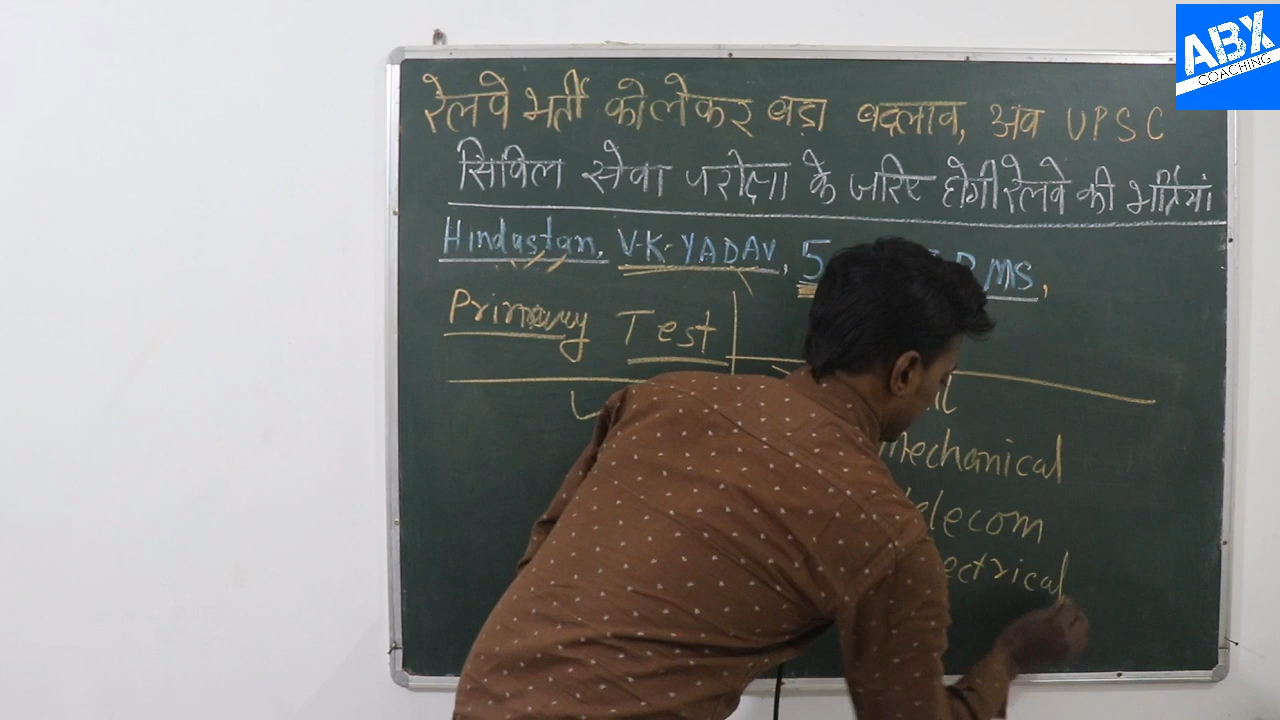 ABX
COACHING
रेलवे भर्ती को लेकर बड़ा बदलाव, अब UPSC
सिविल सेवा परीक्षा के जरिए होगी रेलवे की भर्तियां
Hindustan, V.K. YADAV, 5 RMS,
Primary Test
mechanical
elecom
ectrical